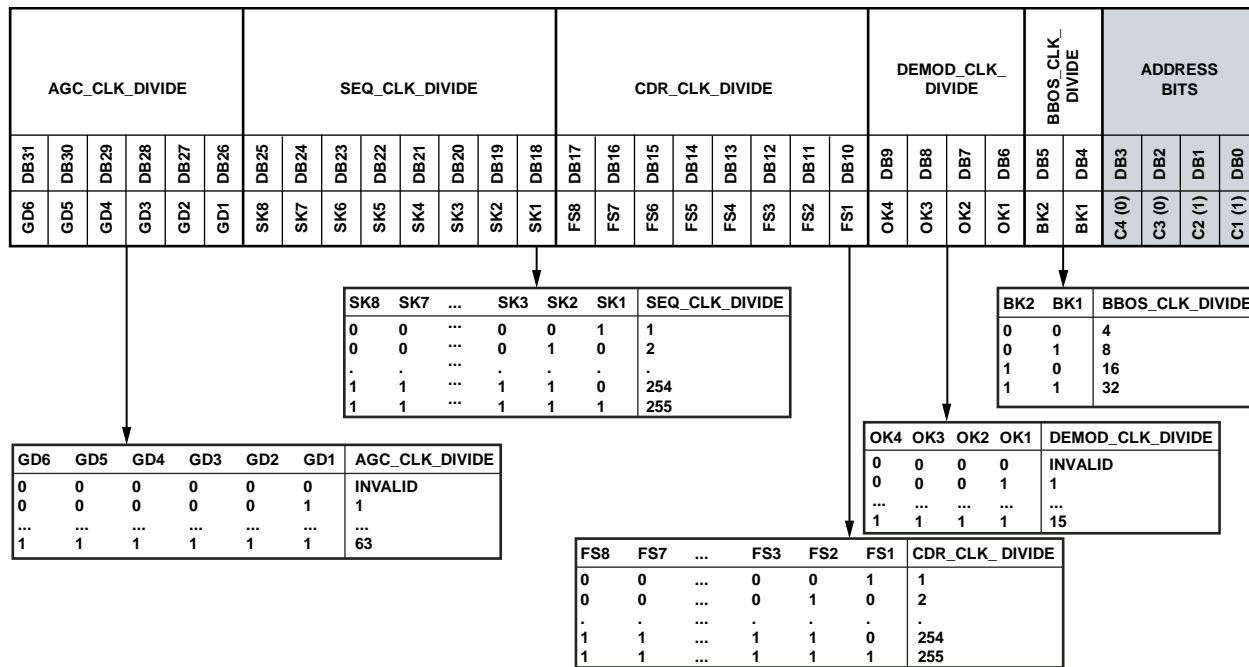 AGC_CLK_DIVIDE SEQ_CLK_DIVIDE CDR_CLK_DIVIDE DEMOD_CLK_ DIVIDE BBOS_CLK_ DIVIDE ADDRESS BITS
DB31 DB30 DB29 DB28 DB27 DB26 DB25 DB24 DB23 DB22 DB21 DB20 DB19 DB18 DB17 DB16 DB15 DB14 DB13 DB12 DB11 DB10 DB9 DB8 DB7 DB6 DB5 DB4 DB3 DB2 DB1 DB0
GD6 GD5 GD4 GD3 GD2 GD1 SK8 SK7 SK6 SK5 SK4 SK3 SK2 SK1 FS8 FS7 FS6 FS5 FS4 FS3 FS2 FS1 OK4 OK3 OK2 OK1 BK2 BK1 C4 (0) C3 (0) C2 (1) C1 (1)
SK8 SK7 ... SK3 SK2 SK1 SEQ_CLK_DIVIDE
0 0 ... 0 0 1 1
0 0 ... 0 1 0 2
. . ... . . . .
1 1 ... 1 1 0 254
1 1 ... 1 1 1 255
BK2 BK1 BBOS_CLK_DIVIDE
0 0 4
0 1 8
1 0 16
1 1 32
GD6 GD5 GD4 GD3 GD2 GD1 AGC_CLK_DIVIDE
0 0 0 0 0 0 INVALID
0 0 0 0 0 1 1
... ... ... ... ... ... ...
1 1 1 1 1 1 63
OK4 OK3 OK2 OK1 DEMOD_CLK_DIVIDE
0 0 0 0 INVALID
0 0 0 1 1
... ... ... ... ...
1 1 1 1 15
FS8 FS7 ... FS3 FS2 FS1 CDR_CLK_ DIVIDE
0 0 ... 0 0 1 1
0 0 ... 0 1 0 2
. . ... . . . .
1 1 ... 1 1 0 254
1 1 ... 1 1 1 255